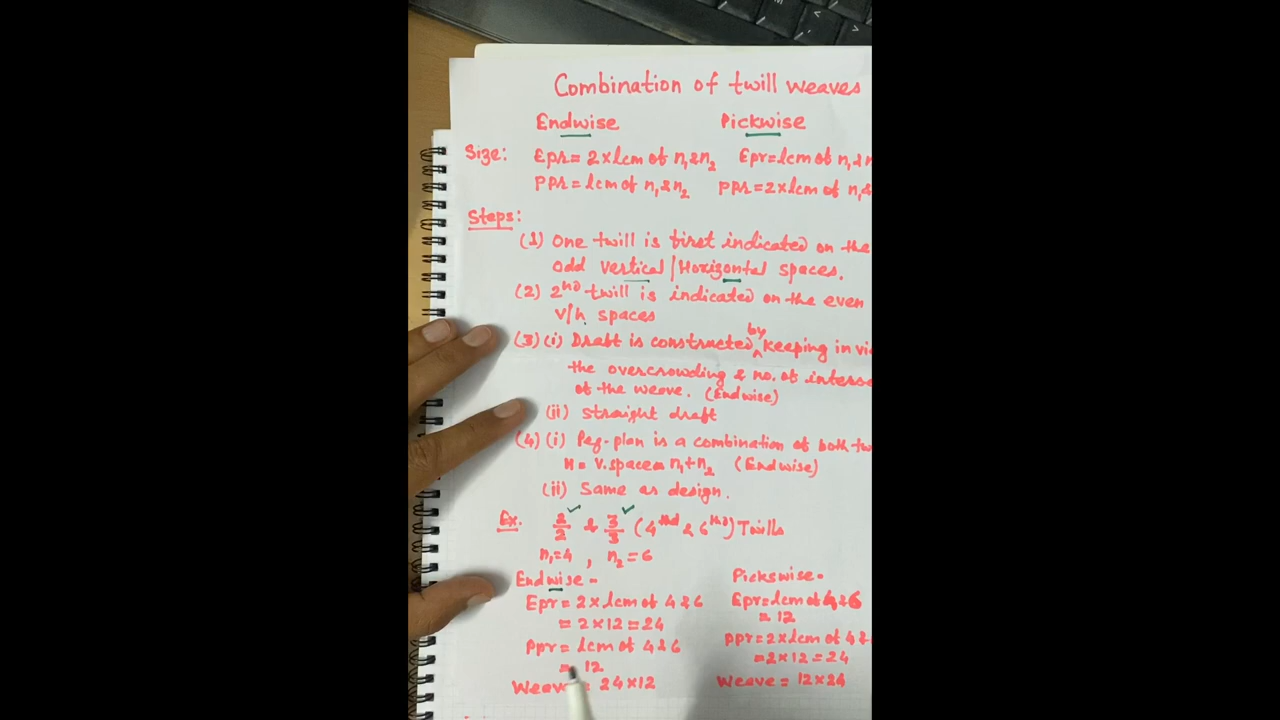 Combination of twill weaves
Endwise Pickwise
Size: Epr = 2 x lcm of n1 & n2 Epr = lcm of n1 &
PPr = lcm of n1 & n2 PPr = 2 x lcm of n1 &
Steps:
(1) One twill is first indicated on the
odd vertical / Horizontal spaces.
(2) 2nd twill is indicated on the even
v/h spaces
(3) (i) Draft is constructed by keeping in
the overcrowding & no. of
of the weave. (Endwise)
(ii) Straight draft
(4) (i) Peg-plan is a combination of both
H = V. space = n1 + n2 (Endwise)
(ii) Same as design.
Ex. 2/2 & 3/3 (4 & 6) Twills
n1=4, n2=6
Endwise - Pickswise -
Epr = 2 x lcm of 4 & 6 Epr = lcm of 4 & 6
= 2 x 12 = 24 = 12
PPr = lcm of 4 & 6 PPr = 2 x lcm of 4 &
= 12 = 2 x 12 = 24
= 24 x 12 Weave = 12 x 24